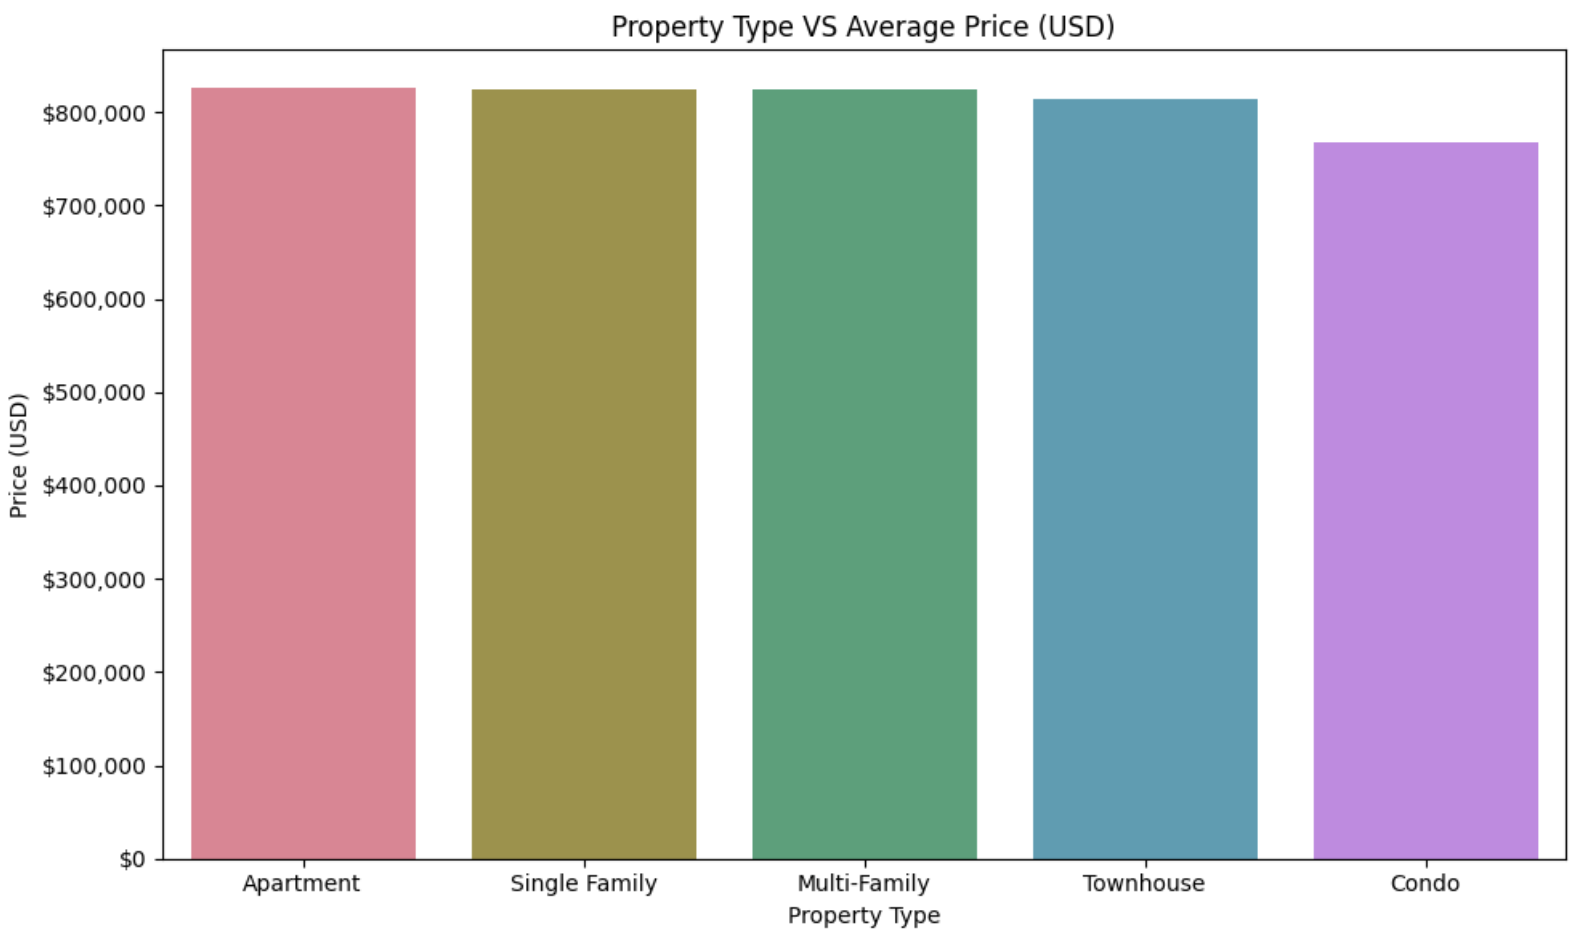 Property Type VS Average Price (USD)
Price (USD)
$800,000
$700,000
$600,000
$500,000
$400,000
$300,000
$200,000
$100,000
$0
Apartment Single Family Multi-Family Townhouse Condo
Property Type